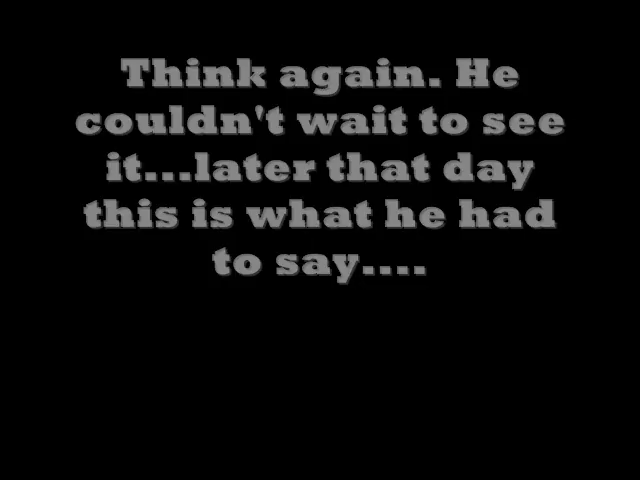 Think again. He
couldn't wait to see
it...later that day
this is what he had
to say....